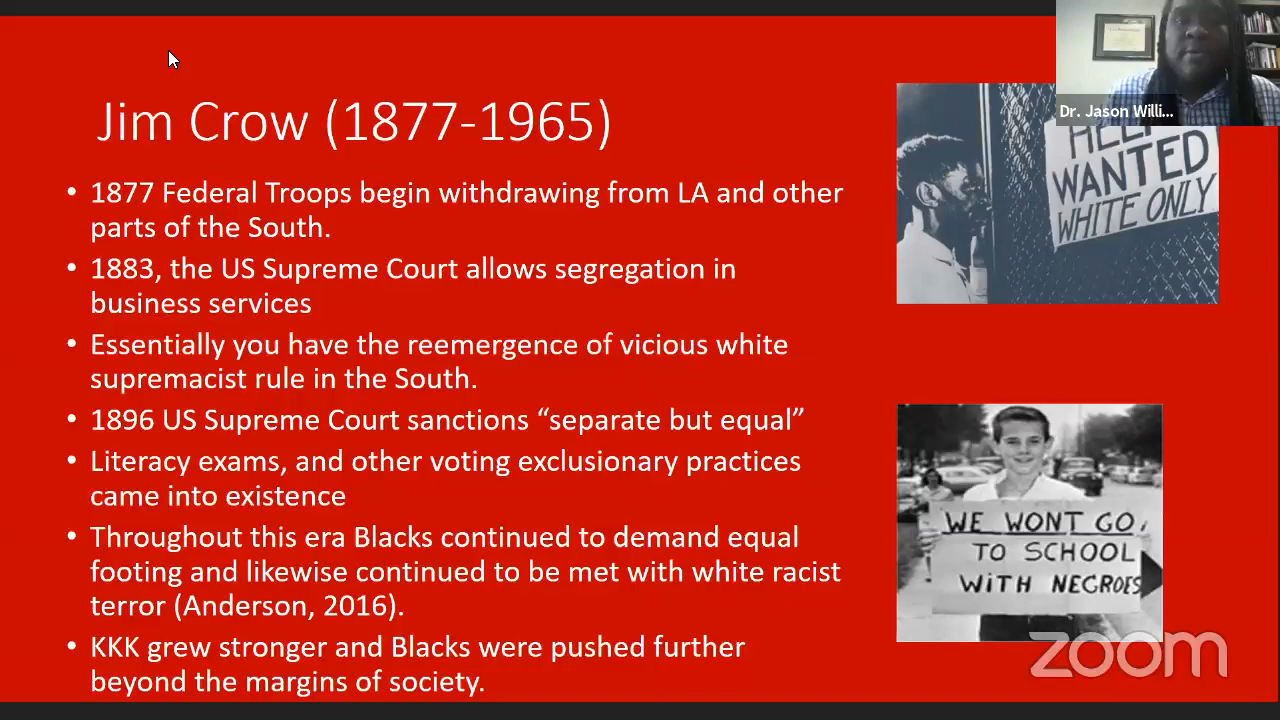 Jim Crow (1877-1965)
• 1877 Federal Troops begin withdrawing from LA and other
parts of the South.
• 1883, the US Supreme Court allows segregation in
business services
• Essentially you have the reemergence of vicious white
supremacist rule in the South.
• 1896 US Supreme Court sanctions “separate but equal”
• Literacy exams, and other voting exclusionary practices
came into existence
• Throughout this era Blacks continued to demand equal
footing and likewise continued to be met with white racist
terror (Anderson, 2016).
• KKK grew stronger and Blacks were pushed further
beyond the margins of society.
Dr. Jason Willi...
HELP
WANTED
WHITE ONLY
WE WONT GO
TO SCHOOL
WITH NEGROES
zoom